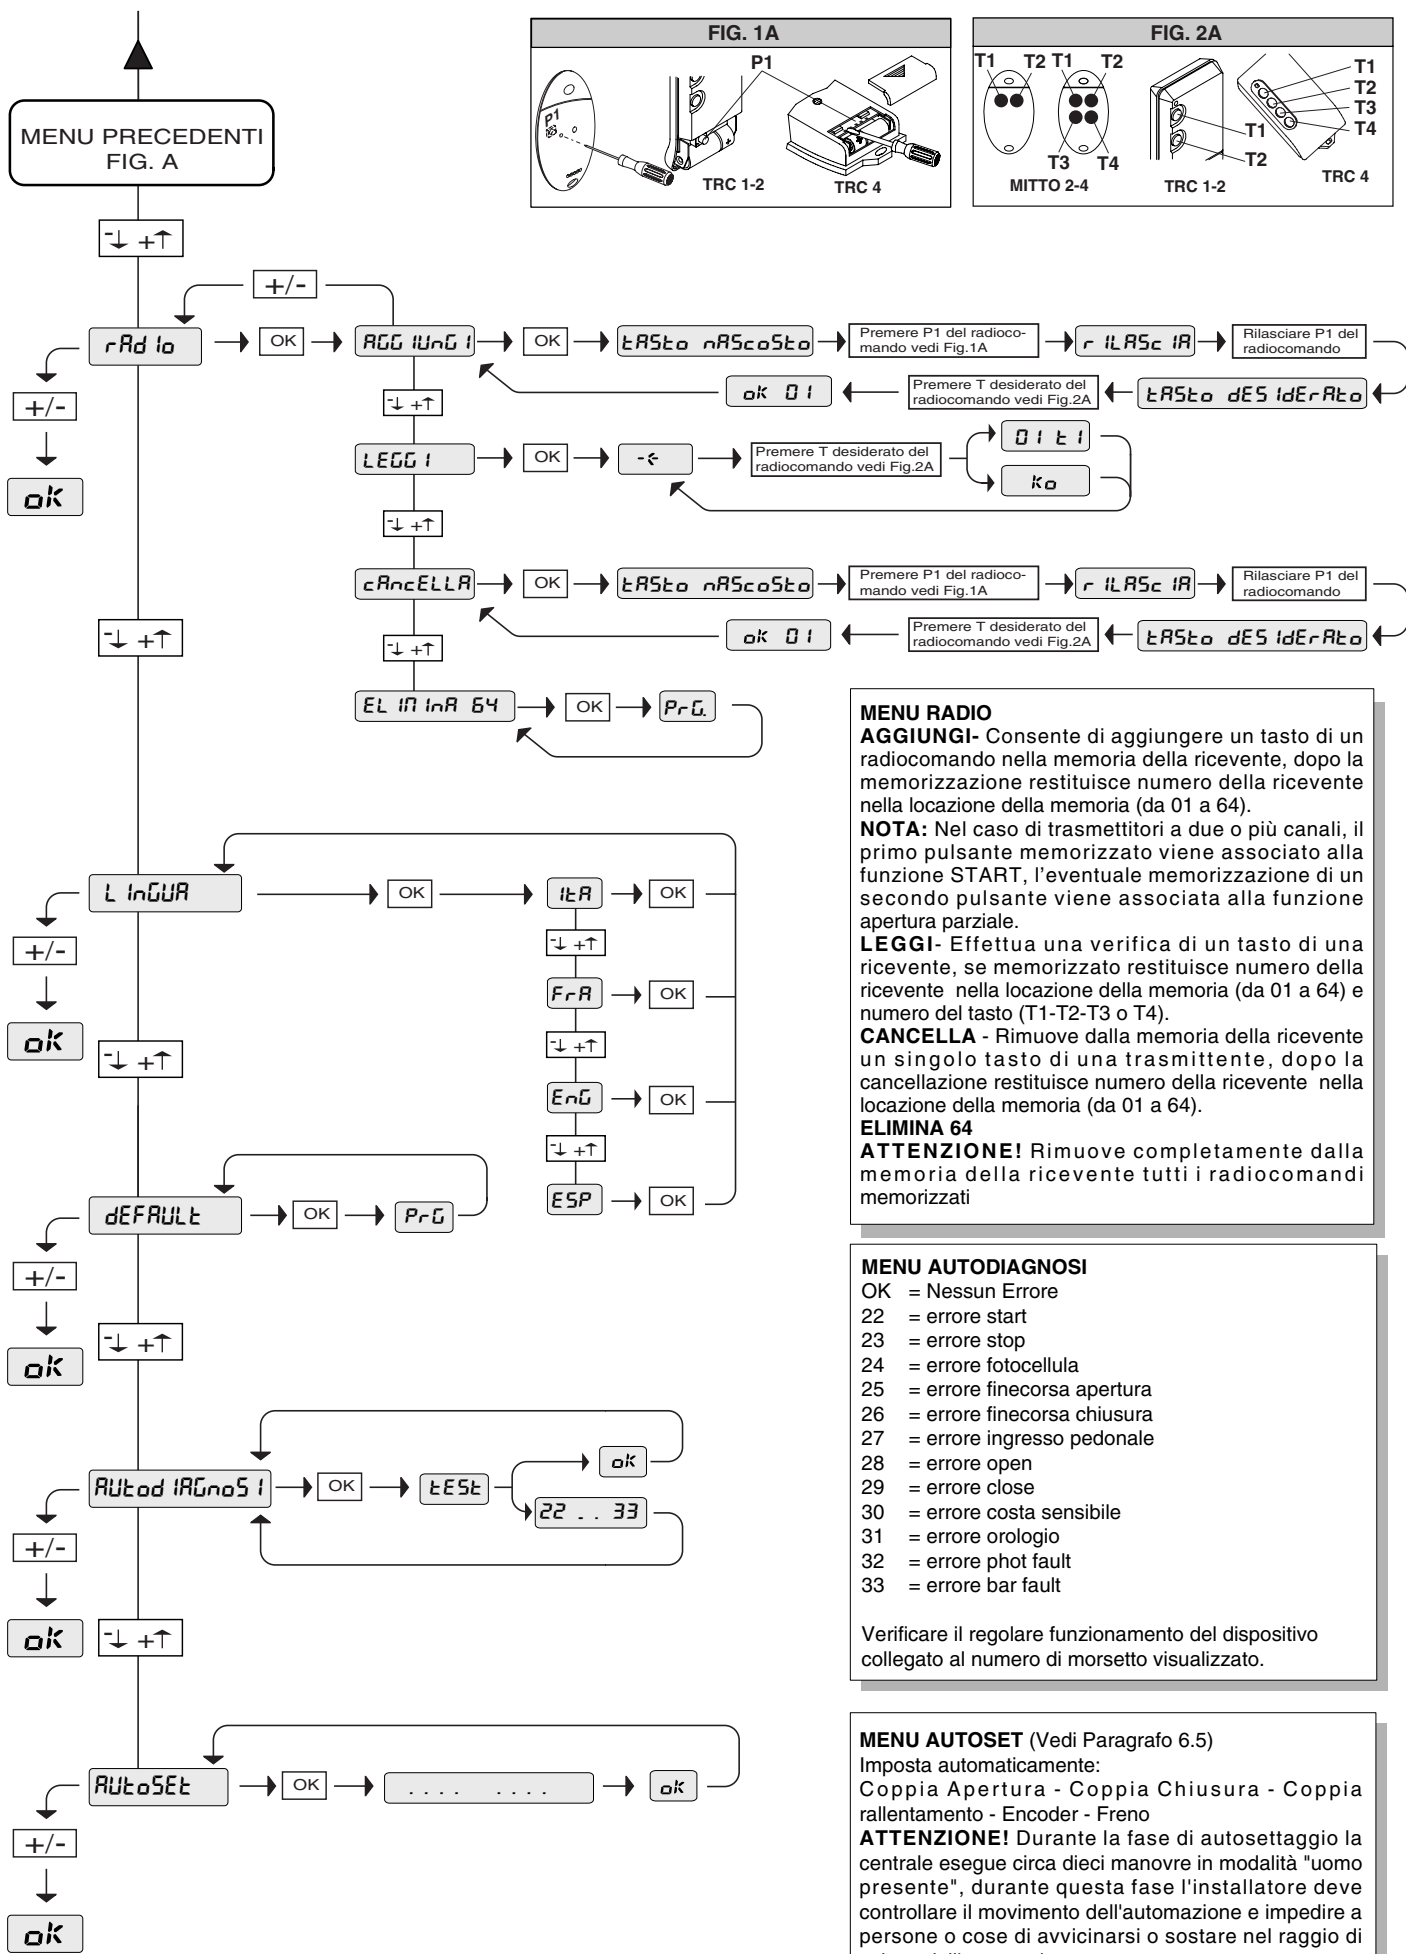 FIG. 1A
P1
P1
TRC 1-2
TRC 4
FIG. 2A
T1 T2 T1 T2
T3 T4
MITTO 2-4
T1
T2
TRC 1-2
T1
T2
T3
T4
TRC 4
MENU PRECEDENTI
FIG. A
-↓ +↑
+/-
rAdIo
OK
AGGIUnGI
OK
tASto nAScoSto
Premere P1 del radioco-
mando vedi Fig.1A
rILAScIA
Rilasciare P1 del
radiocomando
+/-
ok
-↓ +↑
ok 01
Premere T desiderato del
radiocomando vedi Fig.2A
tASto dESIdErAto
LEGGI
OK
-<-
Premere T desiderato del
radiocomando vedi Fig.2A
01 t1
Ko
-↓ +↑
cAncELLA
OK
tASto nAScoSto
Premere P1 del radioco-
mando vedi Fig.1A
rILAScIA
Rilasciare P1 del
radiocomando
-↓ +↑
-↓ +↑
ok 01
Premere T desiderato del
radiocomando vedi Fig.2A
tASto dESIdErAto
ELIMInA 64
OK
PrG.
LInGUA
OK
ItA
OK
+/-
ok
-↓ +↑
FrA
OK
-↓ +↑
-↓ +↑
EnG
OK
-↓ +↑
ESP
OK
dEFAULt
OK
PrG
+/-
ok
-↓ +↑
AUtodIAGnoSI
OK
tESt
ok
22 . . 33
+/-
ok
-↓ +↑
AUtoSEt
OK
. . . . . . . .
ok
+/-
ok
MENU RADIO
AGGIUNGI- Consente di aggiungere un tasto di un
radiocomando nella memoria della ricevente, dopo la
memorizzazione restituisce numero della ricevente
nella locazione della memoria (da 01 a 64).
NOTA: Nel caso di trasmettitori a due o più canali, il
primo pulsante memorizzato viene associato alla
funzione START, l'eventuale memorizzazione di un
secondo pulsante viene associata alla funzione
apertura parziale.
LEGGI- Effettua una verifica di un tasto di una
ricevente, se memorizzato restituisce numero della
ricevente nella locazione della memoria (da 01 a 64) e
numero del tasto (T1-T2-T3 o T4).
CANCELLA - Rimuove dalla memoria della ricevente
un singolo tasto di una trasmittente, dopo la
cancellazione restituisce numero della ricevente nella
locazione della memoria (da 01 a 64).
ELIMINA 64
ATTENZIONE! Rimuove completamente dalla
memoria della ricevente tutti i radiocomandi
memorizzati
MENU AUTODIAGNOSI
OK = Nessun Errore
22 = errore start
23 = errore stop
24 = errore fotocellula
25 = errore finecorsa apertura
26 = errore finecorsa chiusura
27 = errore ingresso pedonale
28 = errore open
29 = errore close
30 = errore costa sensibile
31 = errore orologio
32 = errore phot fault
33 = errore bar fault
Verificare il regolare funzionamento del dispositivo
collegato al numero di morsetto visualizzato.
MENU AUTOSET (Vedi Paragrafo 6.5)
Imposta automaticamente:
Coppia Apertura - Coppia Chiusura - Coppia
rallentamento - Encoder - Freno
ATTENZIONE! Durante la fase di autosettaggio la
centrale esegue circa dieci manovre in modalità "uomo
presente", durante questa fase l'installatore deve
controllare il movimento dell'automazione e impedire a
persone o cose di avvicinarsi o sostare nel raggio di